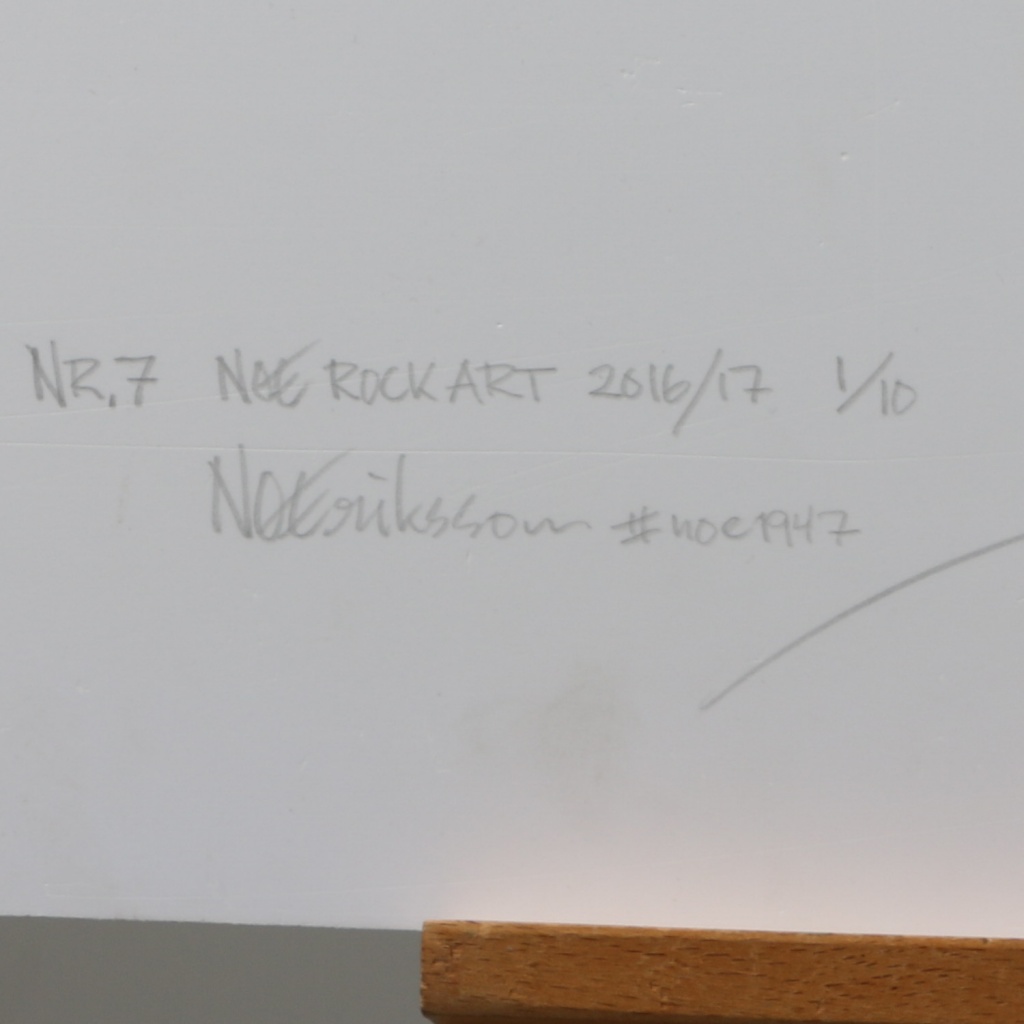 NR.7 NOE ROCKART 2016/17 1/10
NOEriksson #noe1947